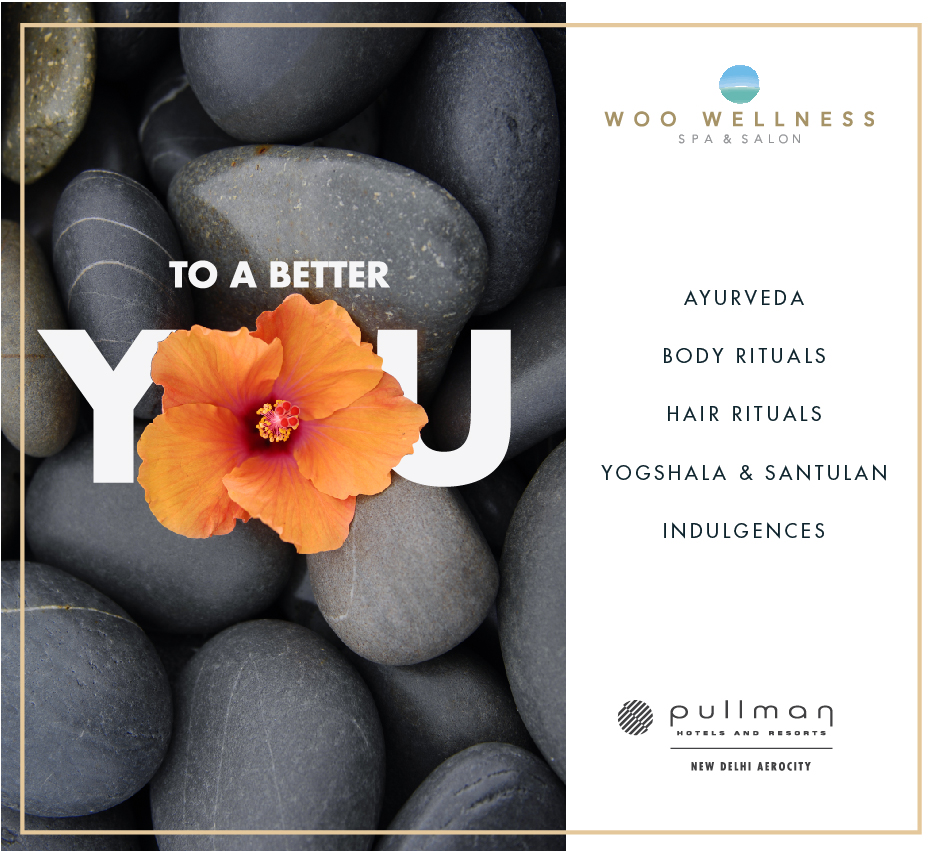 TO A BETTER
YOU
WOO WELLNESS
SPA & SALON
AYURVEDA
BODY RITUALS
HAIR RITUALS
YOGSHALA & SANTULAN
INDULGENCES
pullman
HOTELS AND RESORTS
NEW DELHI AEROCITY